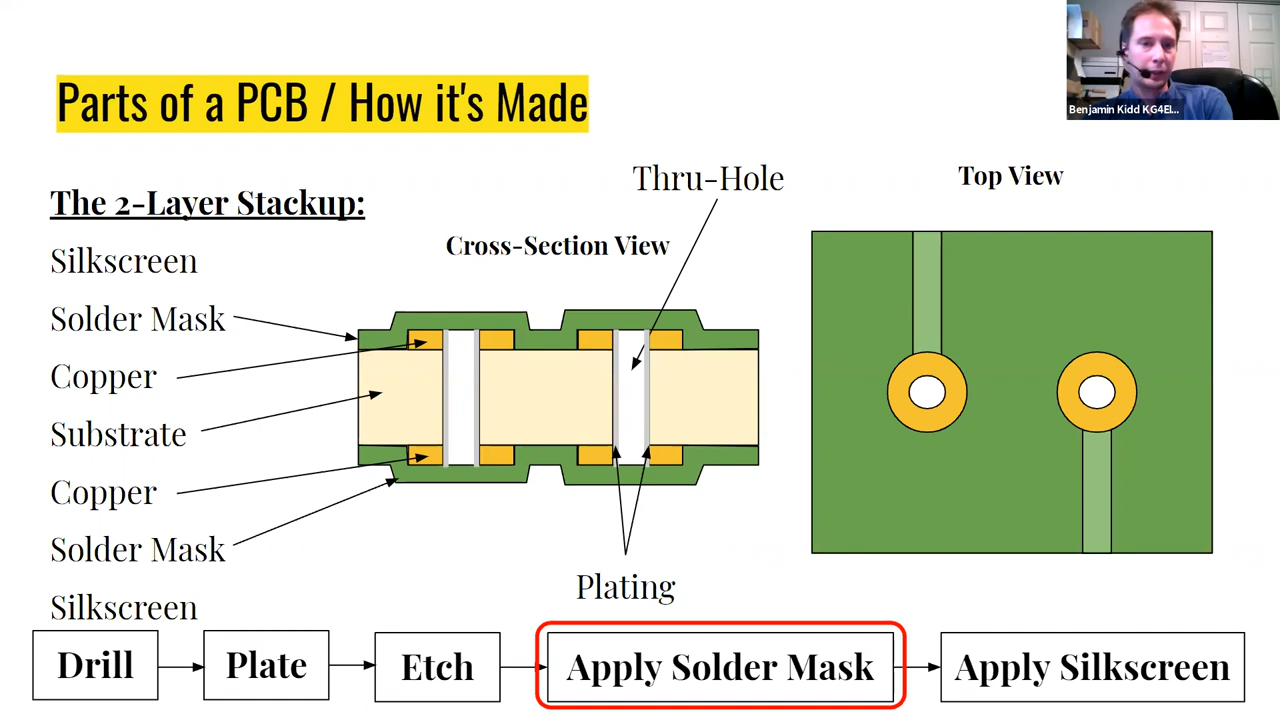 Parts of a PCB / How it's Made
Benjamin Kidd KG4EI...
The 2-Layer Stackup:
Silkscreen
Solder Mask
Copper
Substrate
Copper
Solder Mask
Silkscreen
Thru-Hole
Cross-Section View
Plating
Top View
Drill
Plate
Etch
Apply Solder Mask
Apply Silkscreen